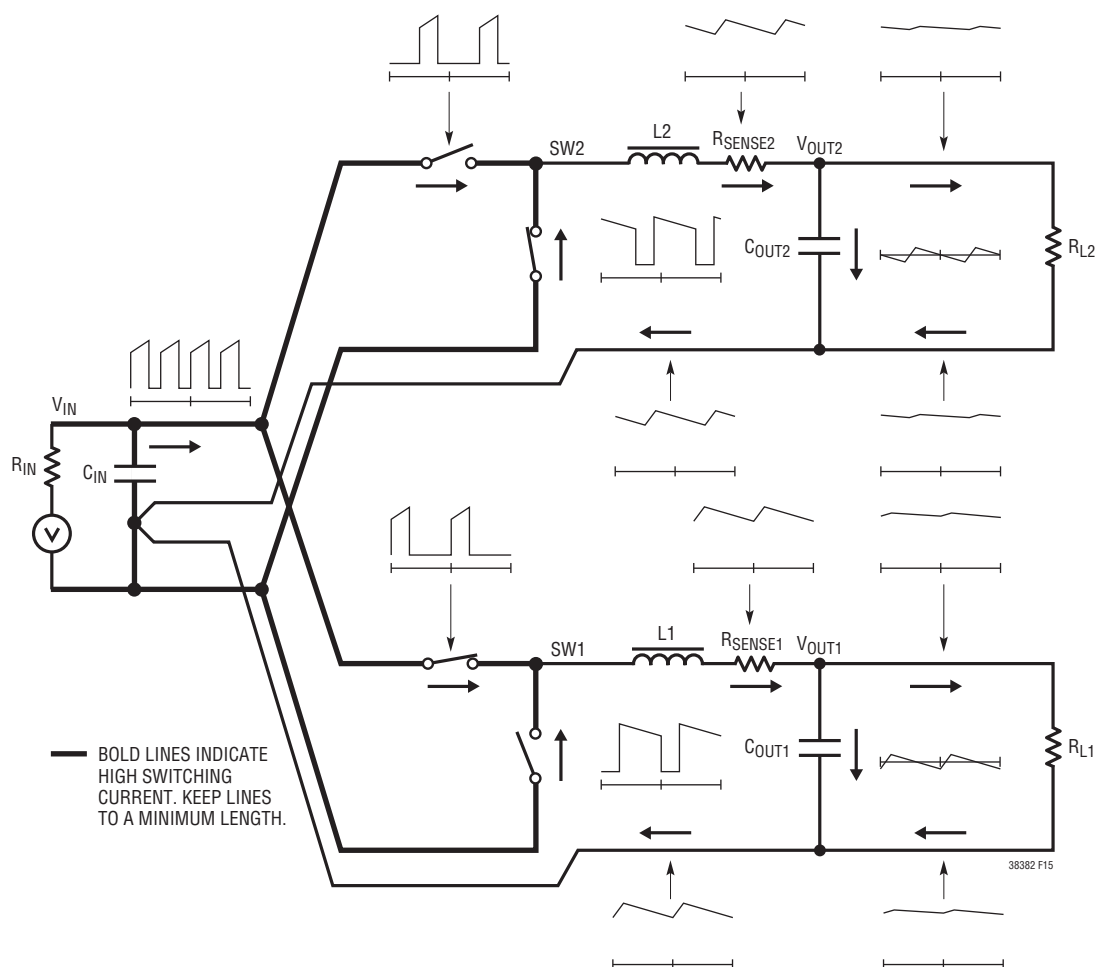 SW2
L2
RSENSE2
VOUT2
COUT2
RL2
VIN
RIN
CIN
V
SW1
L1
RSENSE1
VOUT1
COUT1
RL1
BOLD LINES INDICATE
HIGH SWITCHING
CURRENT. KEEP LINES
TO A MINIMUM LENGTH.
38382 F15